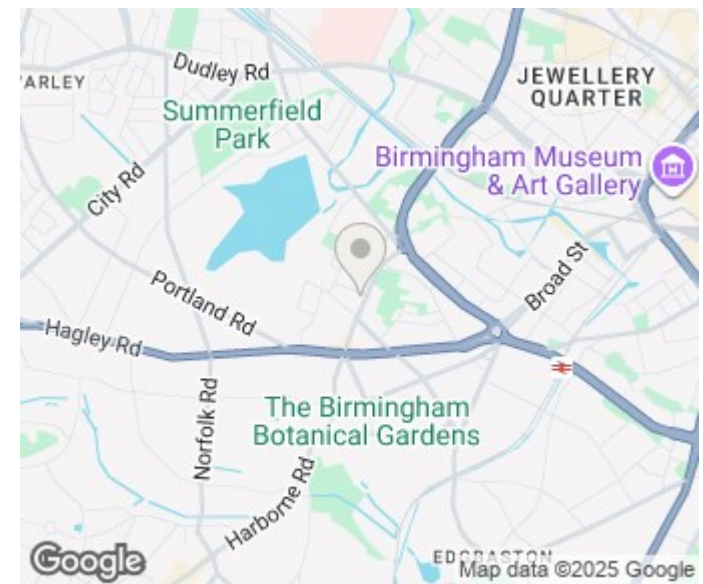 Dudley Rd
JEWELLERY
QUARTER
ARLEY
Summerfield
Park
Birmingham Museum
& Art Gallery
City Rd
Broad St
Portland Rd
Hagley Rd
Norfolk Rd
The Birmingham
Botanical Gardens
Harborne Rd
EDGBASTON
Google
Map data ©2025 Google